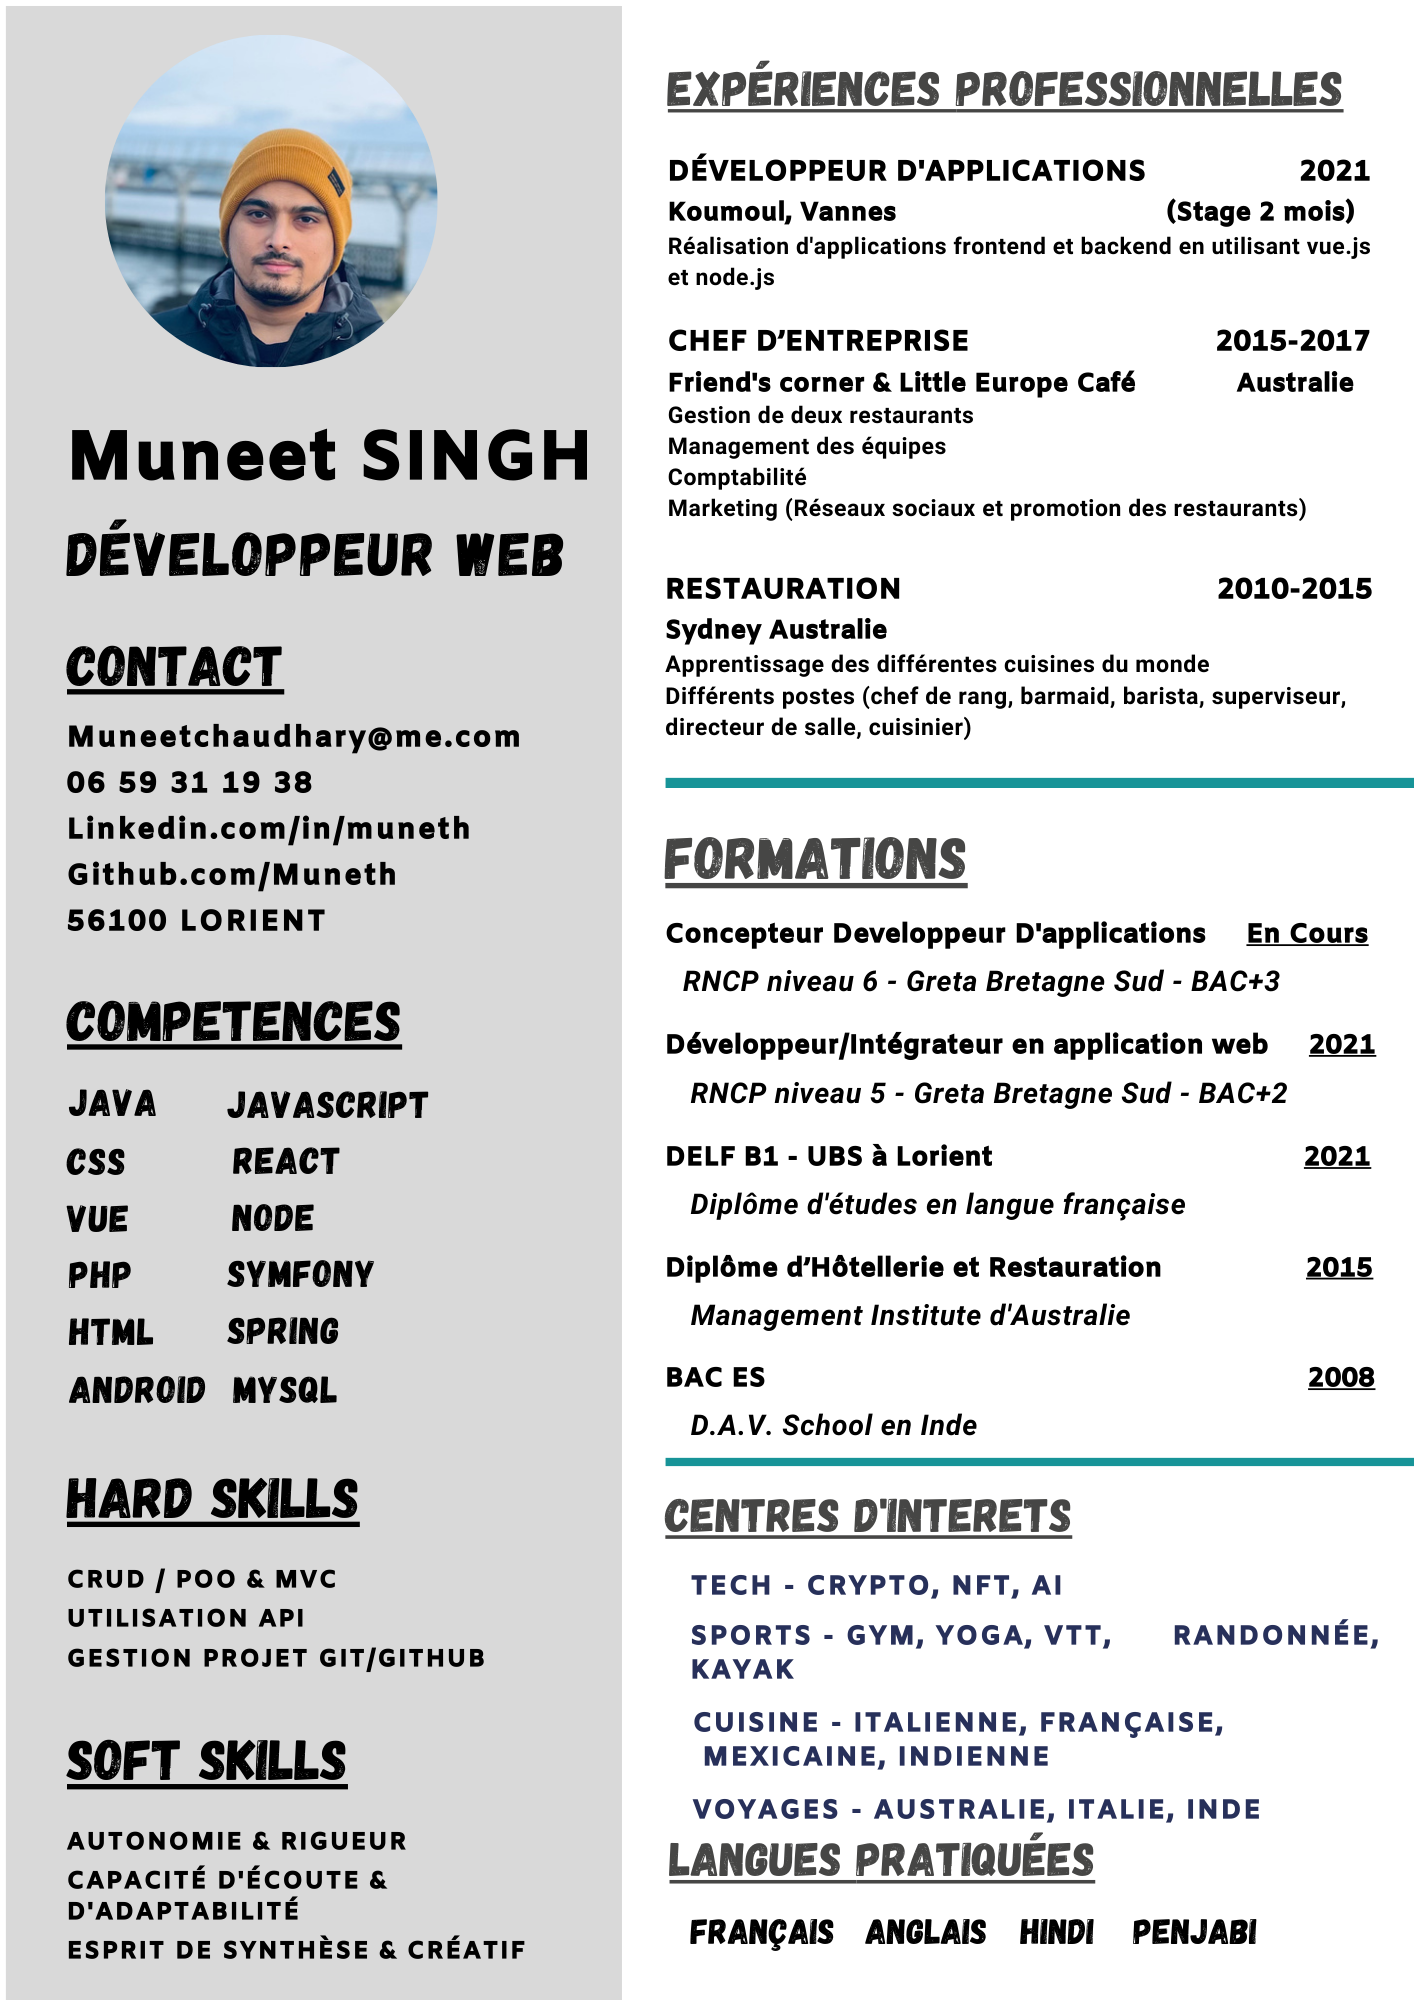 Muneet SINGH
DÉVELOPPEUR WEB
CONTACT
Muneetchaudhary@me.com
06 59 31 19 38
Linkedin.com/in/muneth
Github.com/Muneth
56100 LORIENT
COMPETENCES
JAVA JAVASCRIPT
CSS REACT
VUE NODE
PHP SYMFONY
HTML SPRING
ANDROID MYSQL
HARD SKILLS
CRUD / POO & MVC
UTILISATION API
GESTION PROJET GIT/GITHUB
SOFT SKILLS
AUTONOMIE & RIGUEUR
CAPACITÉ D'ÉCOUTE &
D'ADAPTABILITÉ
ESPRIT DE SYNTHÈSE & CRÉATIF
EXPÉRIENCES PROFESSIONNELLES
DÉVELOPPEUR D'APPLICATIONS 2021
Koumoul, Vannes (Stage 2 mois)
Réalisation d'applications frontend et backend en utilisant vue.js
et node.js
CHEF D’ENTREPRISE 2015-2017
Friend's corner & Little Europe Café Australie
Gestion de deux restaurants
Management des équipes
Comptabilité
Marketing (Réseaux sociaux et promotion des restaurants)
RESTAURATION 2010-2015
Sydney Australie
Apprentissage des différentes cuisines du monde
Différents postes (chef de rang, barmaid, barista, superviseur,
directeur de salle, cuisinier)
FORMATIONS
Concepteur Developpeur D'applications En Cours
RNCP niveau 6 - Greta Bretagne Sud - BAC+3
Développeur/Intégrateur en application web 2021
RNCP niveau 5 - Greta Bretagne Sud - BAC+2
DELF B1 - UBS à Lorient 2021
Diplôme d'études en langue française
Diplôme d’Hôtellerie et Restauration 2015
Management Institute d'Australie
BAC ES 2008
D.A.V. School en Inde
CENTRES D'INTERETS
TECH - CRYPTO, NFT, AI
SPORTS - GYM, YOGA, VTT, RANDONNÉE,
KAYAK
CUISINE - ITALIENNE, FRANÇAISE,
MEXICAINE, INDIENNE
VOYAGES - AUSTRALIE, ITALIE, INDE
LANGUES PRATIQUÉES
FRANÇAIS ANGLAIS HINDI PENJABI